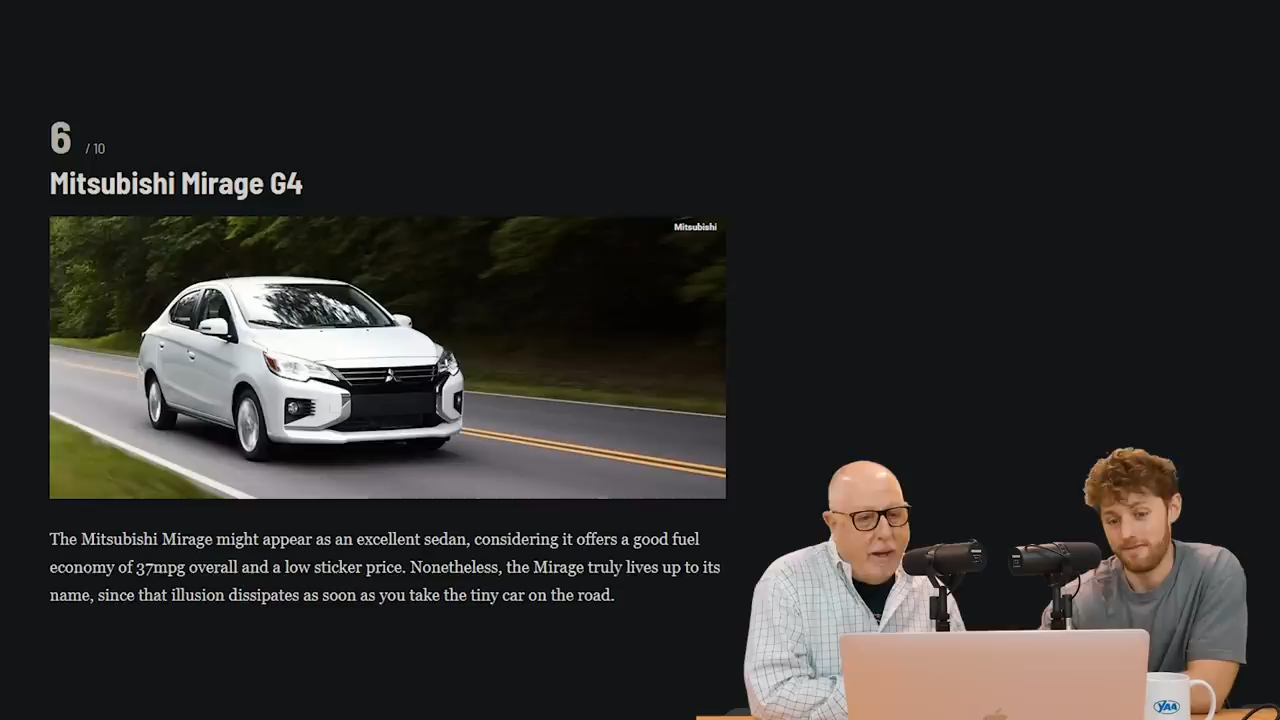 6 / 10
Mitsubishi Mirage G4
Mitsubishi
The Mitsubishi Mirage might appear as an excellent sedan, considering it offers a good fuel
economy of 37mpg overall and a low sticker price. Nonetheless, the Mirage truly lives up to its
name, since that illusion dissipates as soon as you take the tiny car on the road.
YAA